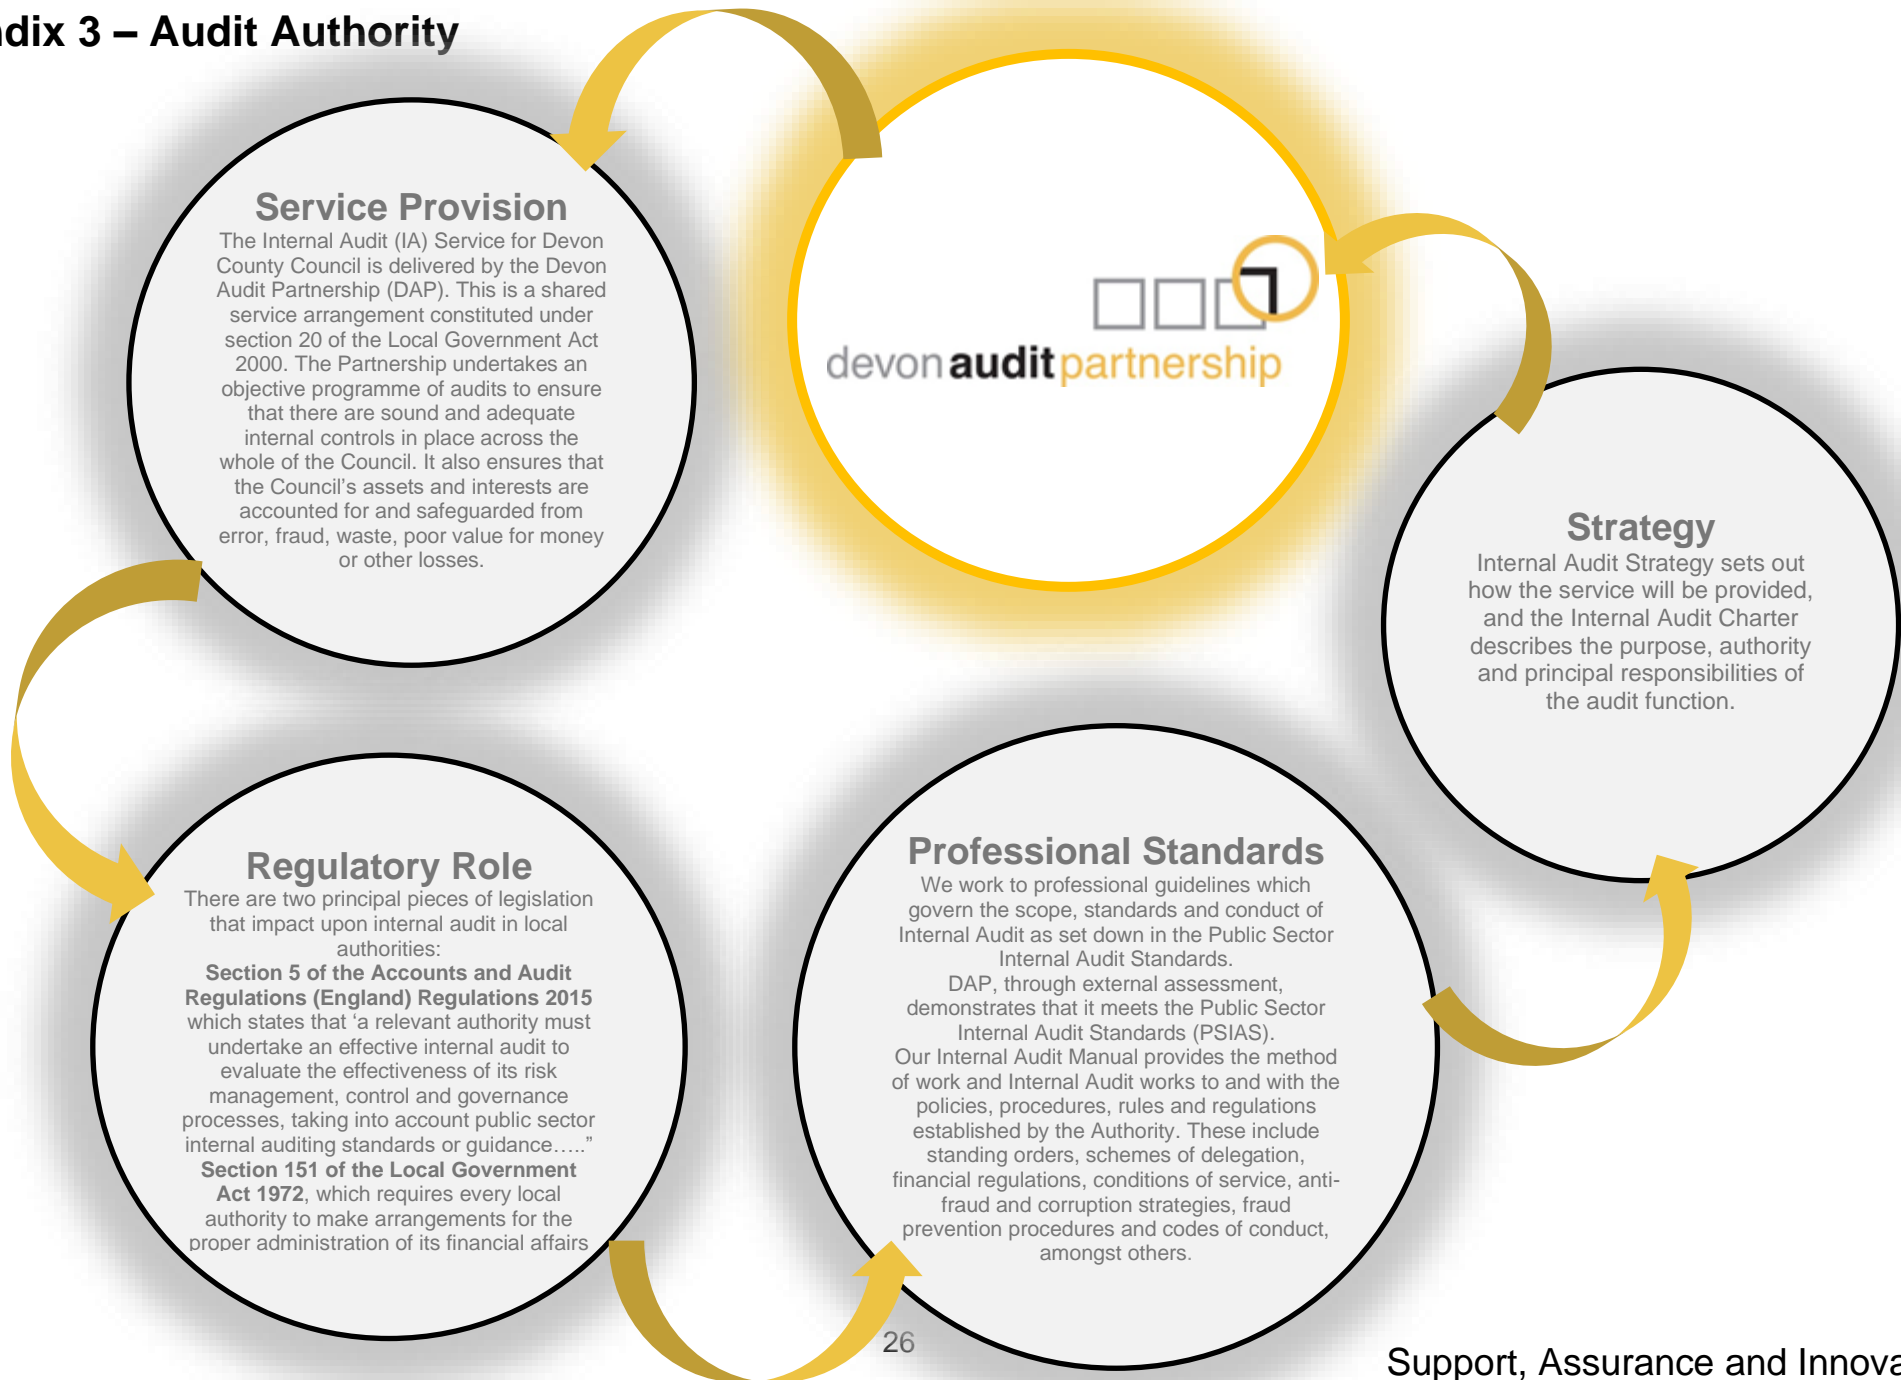 ndix 3 – Audit Authority
Service Provision
The Internal Audit (IA) Service for Devon
County Council is delivered by the Devon
Audit Partnership (DAP). This is a shared
service arrangement constituted under
section 20 of the Local Government Act
2000. The Partnership undertakes an
objective programme of audits to ensure
that there are sound and adequate
internal controls in place across the
whole of the Council. It also ensures that
the Council’s assets and interests are
accounted for and safeguarded from
error, fraud, waste, poor value for money
or other losses.
devon audit partnership
Strategy
Internal Audit Strategy sets out
how the service will be provided,
and the Internal Audit Charter
describes the purpose, authority
and principal responsibilities of
the audit function.
Regulatory Role
There are two principal pieces of legislation
that impact upon internal audit in local
authorities:
Section 5 of the Accounts and Audit
Regulations (England) Regulations 2015
which states that ‘a relevant authority must
undertake an effective internal audit to
evaluate the effectiveness of its risk
management, control and governance
processes, taking into account public sector
internal auditing standards or guidance…..”
Section 151 of the Local Government
Act 1972, which requires every local
authority to make arrangements for the
proper administration of its financial affairs
Professional Standards
We work to professional guidelines which
govern the scope, standards and conduct of
Internal Audit as set down in the Public Sector
Internal Audit Standards.
DAP, through external assessment,
demonstrates that it meets the Public Sector
Internal Audit Standards (PSIAS).
Our Internal Audit Manual provides the method
of work and Internal Audit works to and with the
policies, procedures, rules and regulations
established by the Authority. These include
standing orders, schemes of delegation,
financial regulations, conditions of service, anti-
fraud and corruption strategies, fraud
prevention procedures and codes of conduct,
amongst others.
26
Support, Assurance and Innova